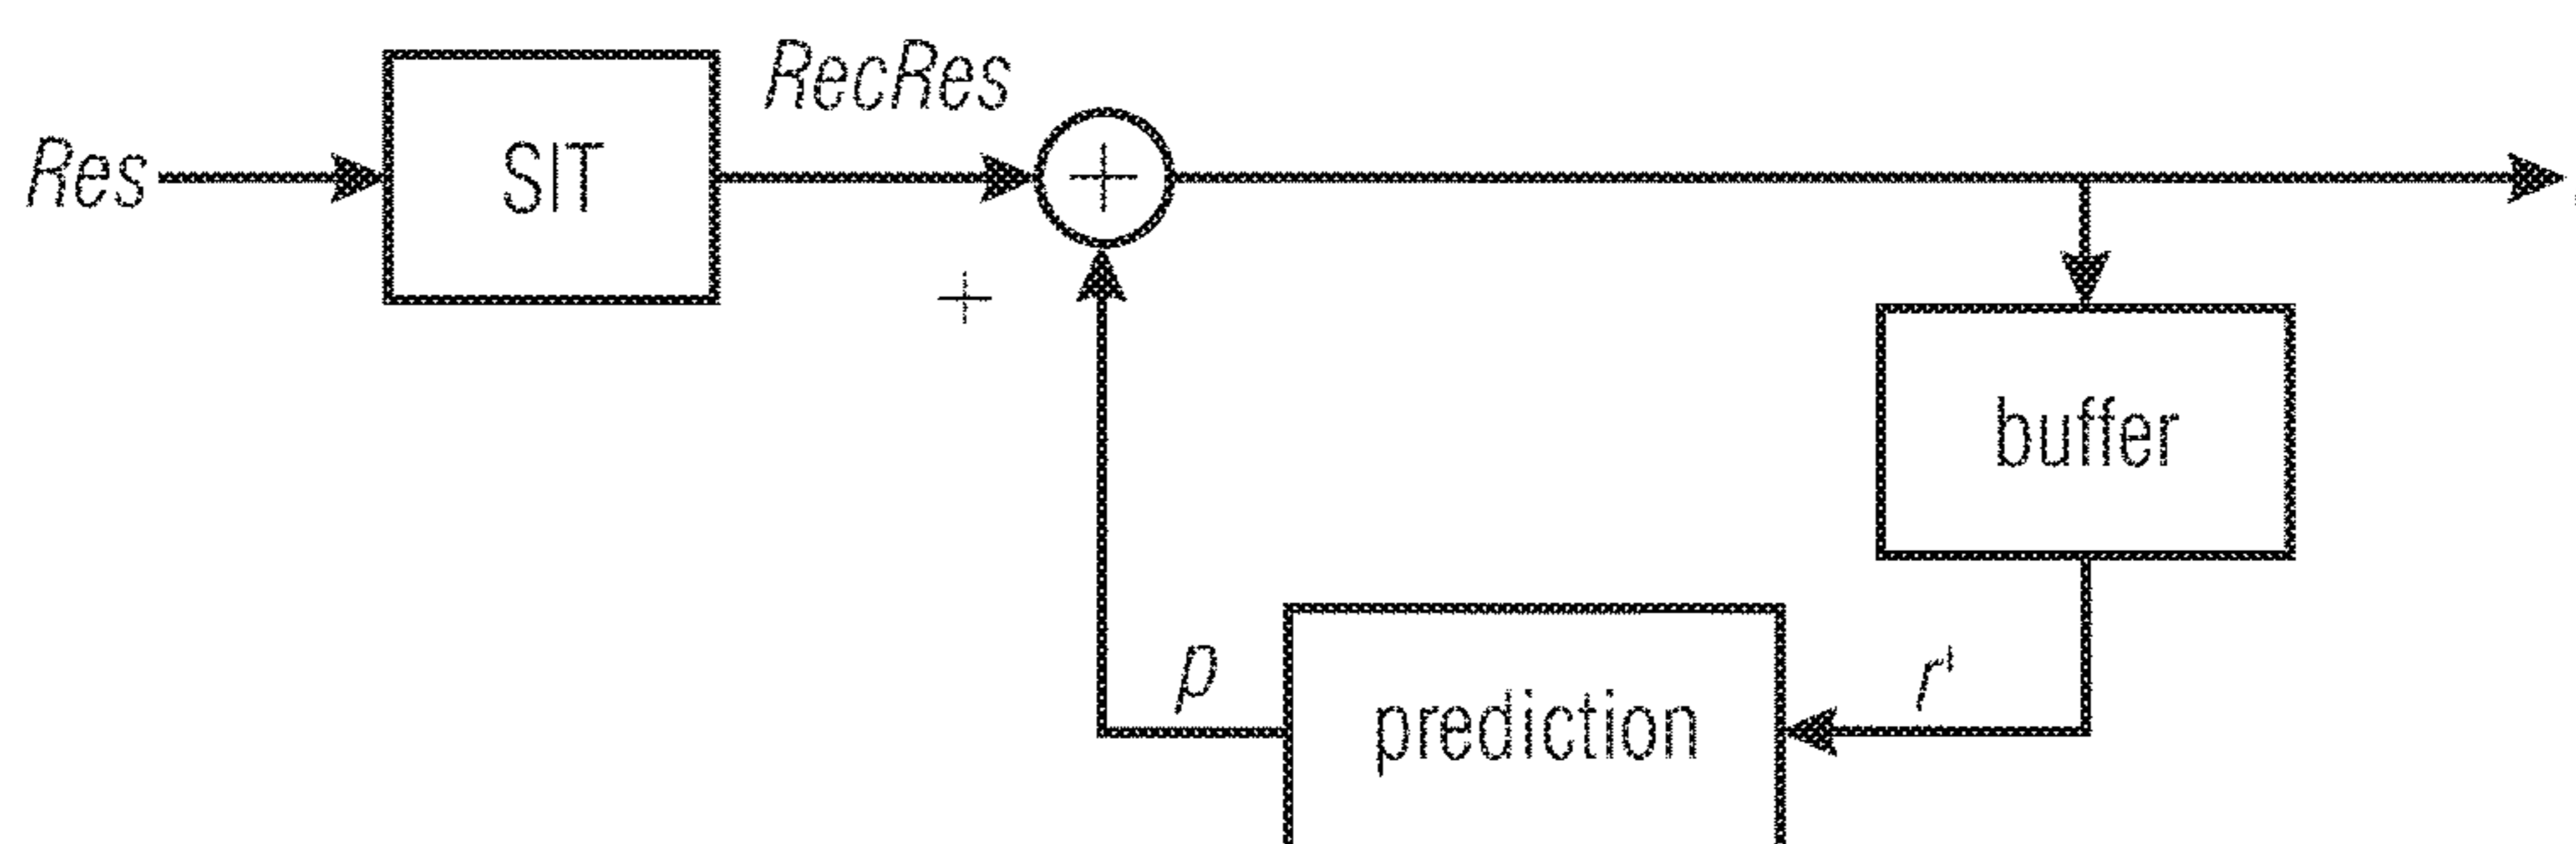 RecRes
Res
SIT
+
+
buffer
p
r'
prediction